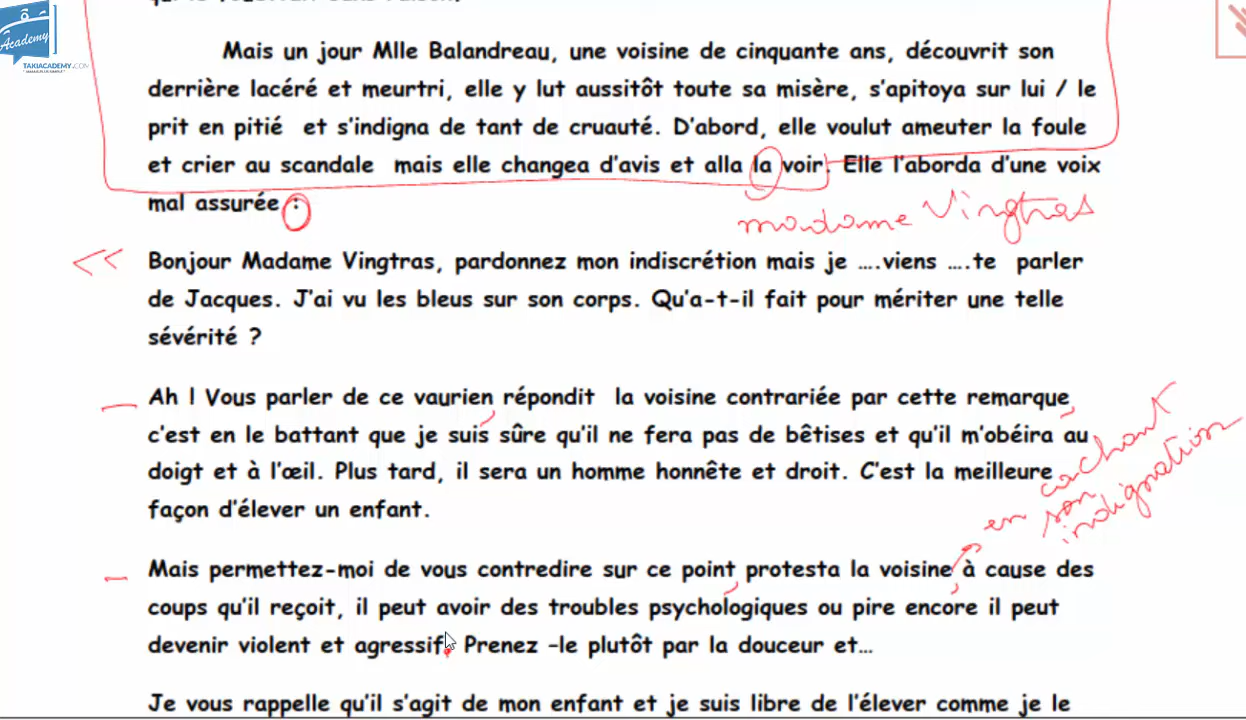 Academy
TAKIACADEMY.COM
Mais un jour Mlle Balandreau, une voisine de cinquante ans, découvrit son
derrière lacéré et meurtri, elle y lut aussitôt toute sa misère, s'apitoya sur lui / le
prit en pitié et s'indigna de tant de cruauté. D'abord, elle voulut ameuter la foule
et crier au scandale mais elle changea d'avis et alla la voir. Elle l'aborda d'une voix
mal assurée :
madame Vingtras
<< Bonjour Madame Vingtras, pardonnez mon indiscrétion mais je ....viens ....te parler
de Jacques. J'ai vu les bleus sur son corps. Qu'a-t-il fait pour mériter une telle
sévérité ?
— Ah ! Vous parler de ce vaurien, répondit la voisine contrariée par cette remarque,
c'est en le battant que je suis sûre qu'il ne fera pas de bêtises et qu'il m'obéira au
doigt et à l'œil. Plus tard, il sera un homme honnête et droit. C'est la meilleure
façon d'élever un enfant.
en cachant
son
indignation
— Mais permettez-moi de vous contredire sur ce point, protesta la voisine, à cause des
coups qu'il reçoit, il peut avoir des troubles psychologiques ou pire encore il peut
devenir violent et agressif. Prenez -le plutôt par la douceur et...
Je vous rappelle qu'il s'agit de mon enfant et je suis libre de l'élever comme je le